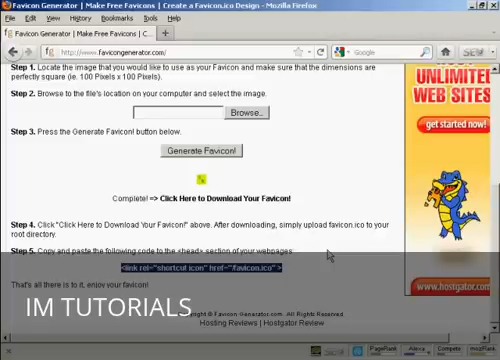 Favicon Generator | Make Free Favicons | Create a Favicon.ico Design - Mozilla Firefox
File Edit View History Bookmarks Tools Help
Favicon Generator | Make Free Favicons | C...
http://www.favicongenerator.com/
Google
Step 1. Locate the image that you would like to use as your Favicon and make sure that the dimensions are
perfectly square (ie. 100 Pixels x 100 Pixels).
Step 2. Browse to the file's location on your computer and select the image.
Browse...
Step 3. Press the Generate Favicon! button below.
Generate Favicon!
Complete! => Click Here to Download Your Favicon!
Step 4. Click "Click Here to Download Your Favicon!" above. After downloading, simply upload favicon.ico to your
root directory.
Step 5. Copy and paste the following code to the <head> section of your webpages:
<link rel="shortcut icon" href="/favicon.ico" >
That's all there is to it, enjoy your favicon!
Copyright © Favicon-Generator.com. All Rights Reserved
Hosting Reviews | Hostgator Review
UNLIMITED
WEB SITES
get started now!
www.hostgator.c
IM TUTORIALS
PageRank
Alexa
Compete
mozRank